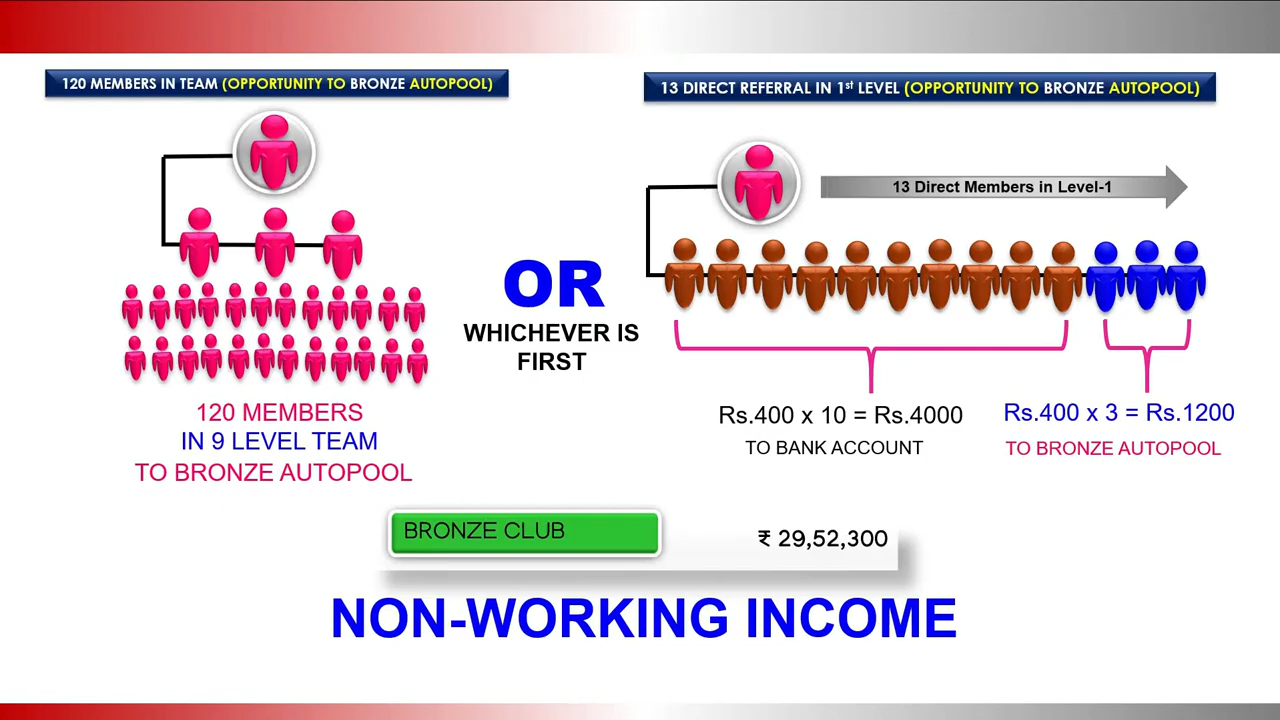 120 MEMBERS IN TEAM (OPPORTUNITY TO BRONZE AUTOPOOL)
13 DIRECT REFERRAL IN 1st LEVEL (OPPORTUNITY TO BRONZE AUTOPOOL)
13 Direct Members in Level-1
OR
WHICHEVER IS
FIRST
120 MEMBERS
IN 9 LEVEL TEAM
TO BRONZE AUTOPOOL
Rs.400 x 10 = Rs.4000
TO BANK ACCOUNT
Rs.400 x 3 = Rs.1200
TO BRONZE AUTOPOOL
BRONZE CLUB
₹ 29,52,300
NON-WORKING INCOME